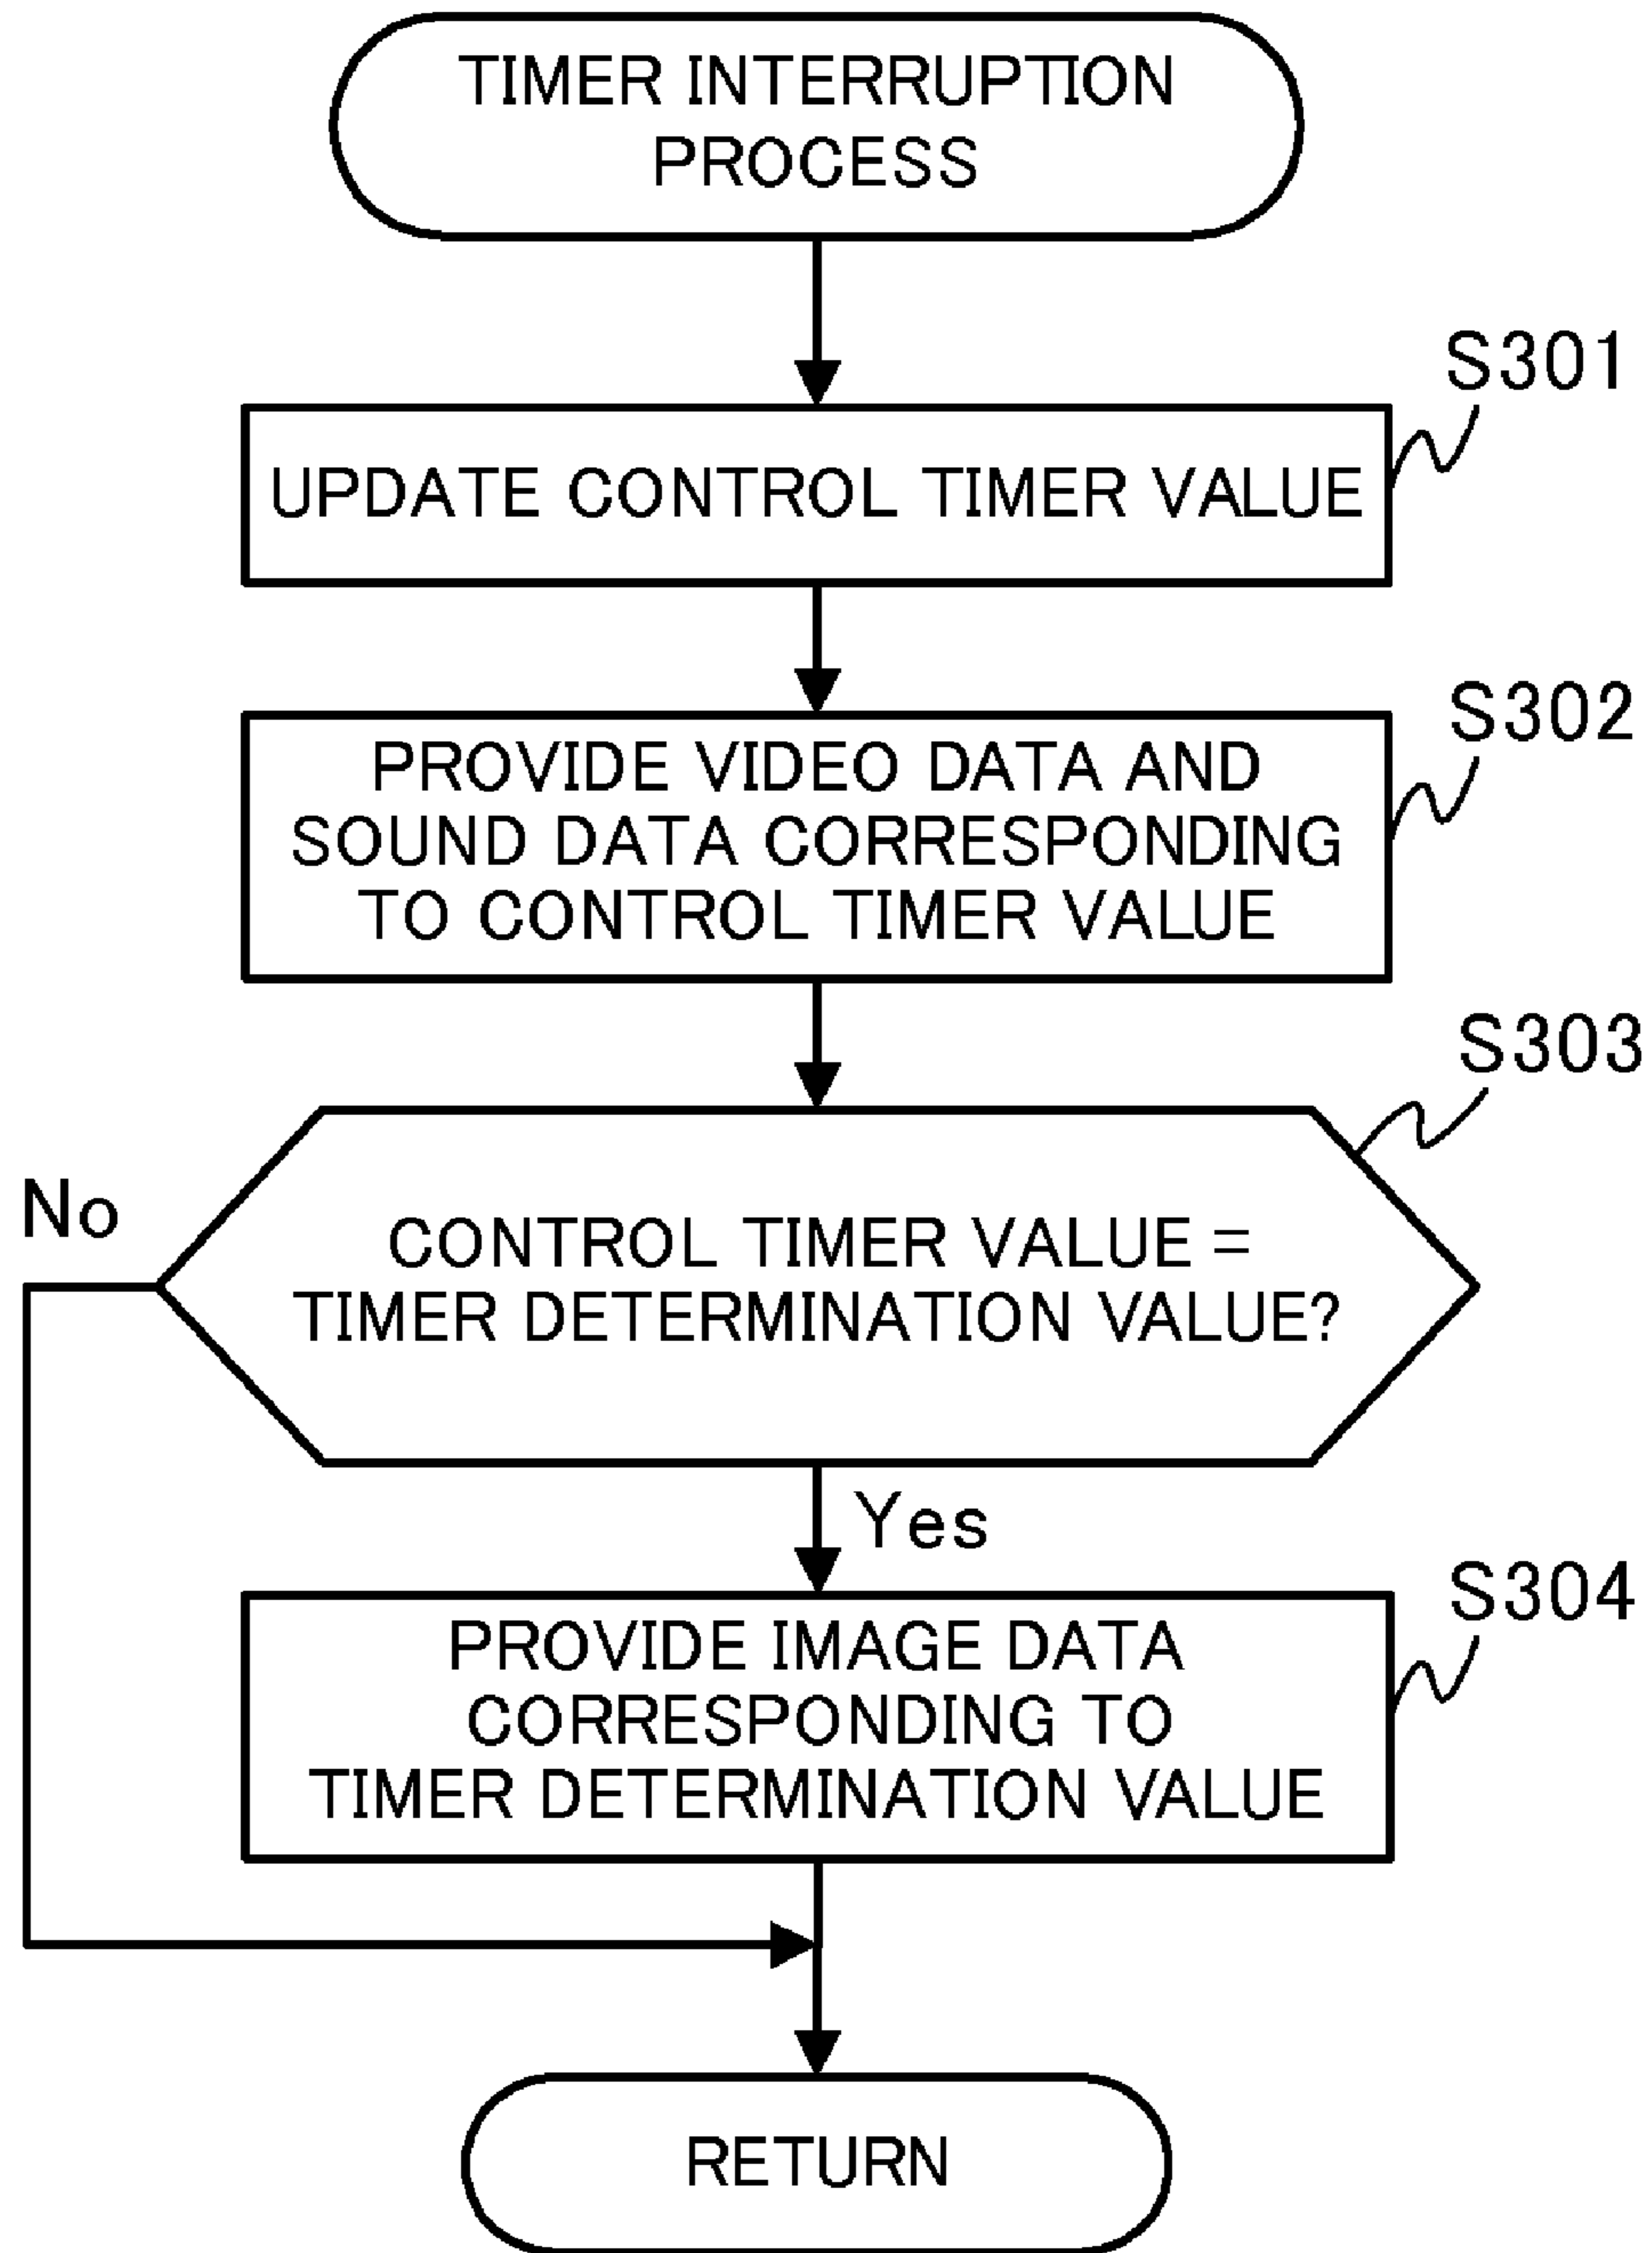 TIMER INTERRUPTION
PROCESS
S301
UPDATE CONTROL TIMER VALUE
S302
PROVIDE VIDEO DATA AND
SOUND DATA CORRESPONDING
TO CONTROL TIMER VALUE
S303
No
CONTROL TIMER VALUE =
TIMER DETERMINATION VALUE?
Yes
S304
PROVIDE IMAGE DATA
CORRESPONDING TO
TIMER DETERMINATION VALUE
RETURN